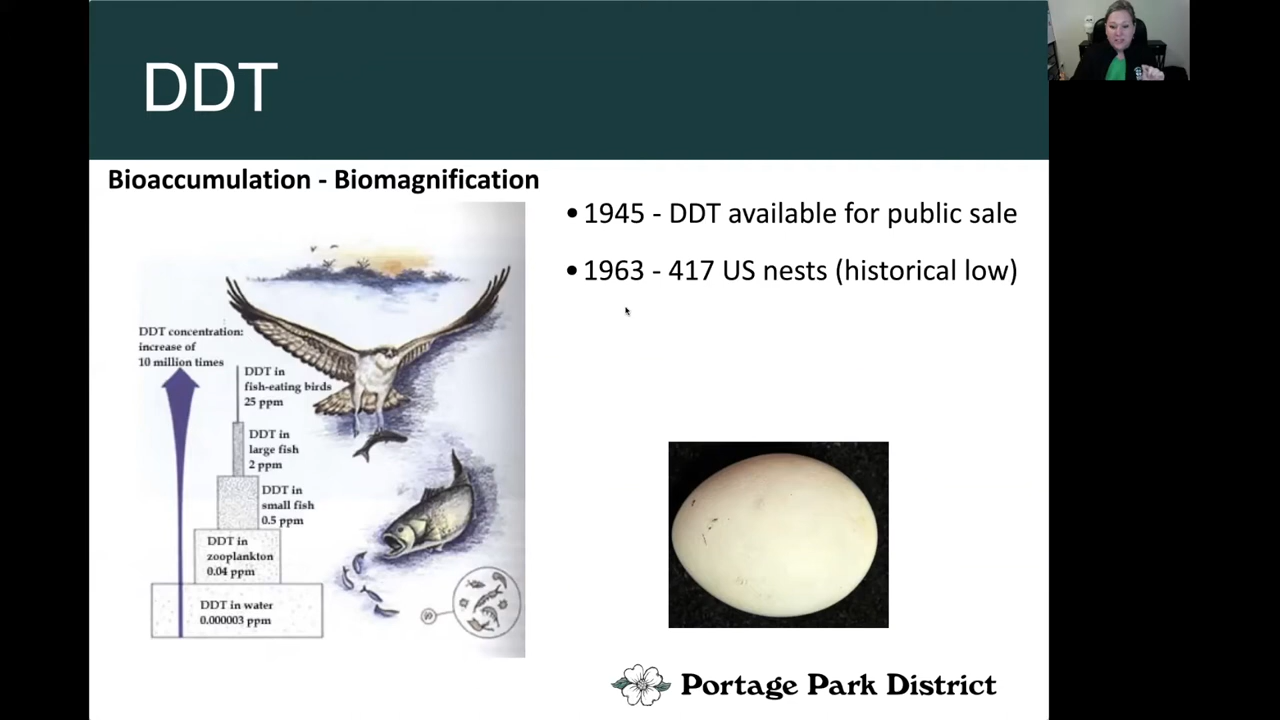 DDT
Bioaccumulation - Biomagnification
• 1945 - DDT available for public sale
• 1963 - 417 US nests (historical low)
DDT concentration:
increase of
10 million times
DDT in
fish-eating birds
25 ppm
DDT in
large fish
2 ppm
DDT in
small fish
0.5 ppm
DDT in
zooplankton
0.04 ppm
DDT in water
0.000003 ppm
Portage Park District